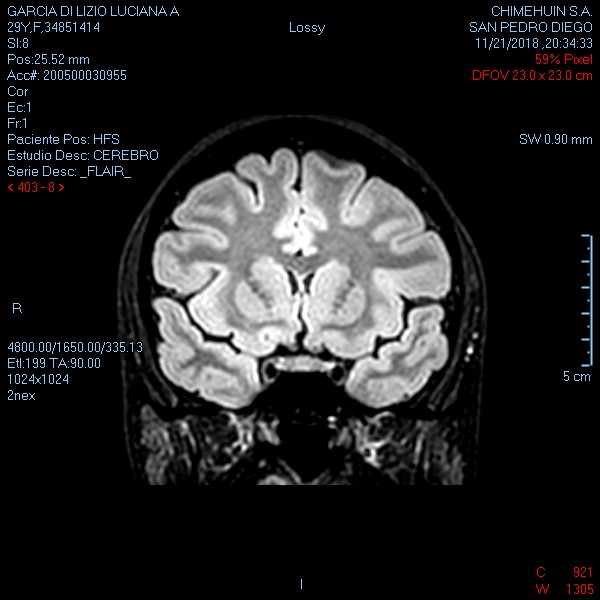 GARCIA DI LIZIO LUCIANA A
29Y,F,34851414
Sl:8
Pos:25.52 mm
Acc#: 200500030955
Cor
Ec:1
Fr:1
Paciente Pos: HFS
Estudio Desc: CEREBRO
Serie Desc: _FLAIR_
< 403 - 8 >
Lossy
CHIMEHUIN S.A.
SAN PEDRO DIEGO
11/21/2018 ,20:34:33
59% Pixel
DFOV 23.0 x 23.0 cm
SW 0.90 mm
R
4800.00/1650.00/335.13
Etl:199 TA:90.00
1024x1024
2nex
5 cm
I
C 921
W 1305